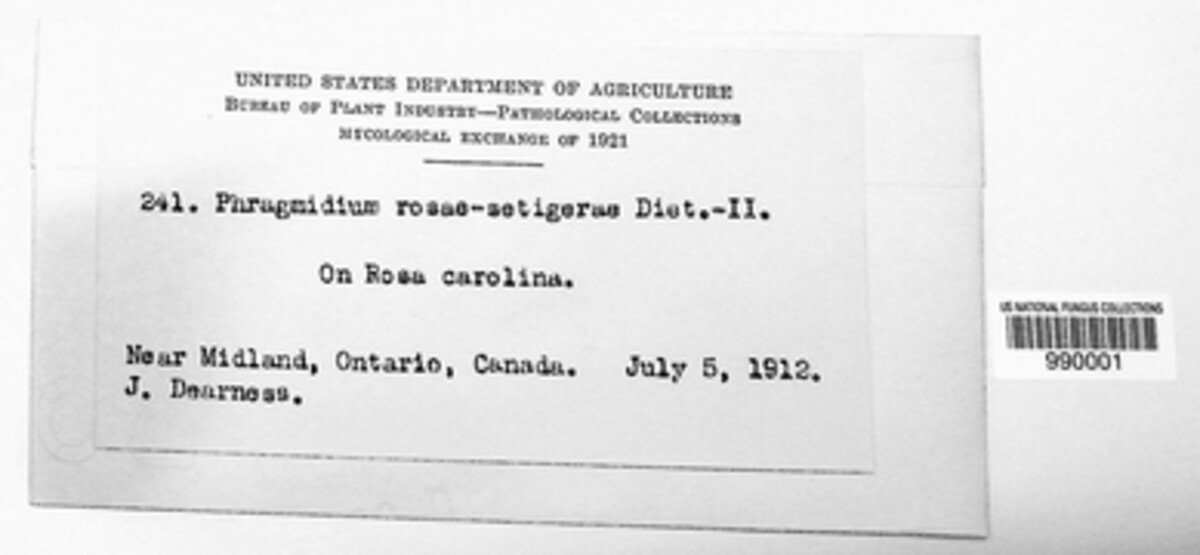 UNITED STATES DEPARTMENT OF AGRICULTURE
BUREAU OF PLANT INDUSTRY—PATHOLOGICAL COLLECTIONS
MYCOLOGICAL EXCHANGE OF 1921
241. Phragmidium rosae-setigerae Diet.-II.
On Rosa carolina.
Near Midland, Ontario, Canada. July 5, 1912.
J. Dearness.
US NATIONAL FUNGUS COLLECTIONS
990001